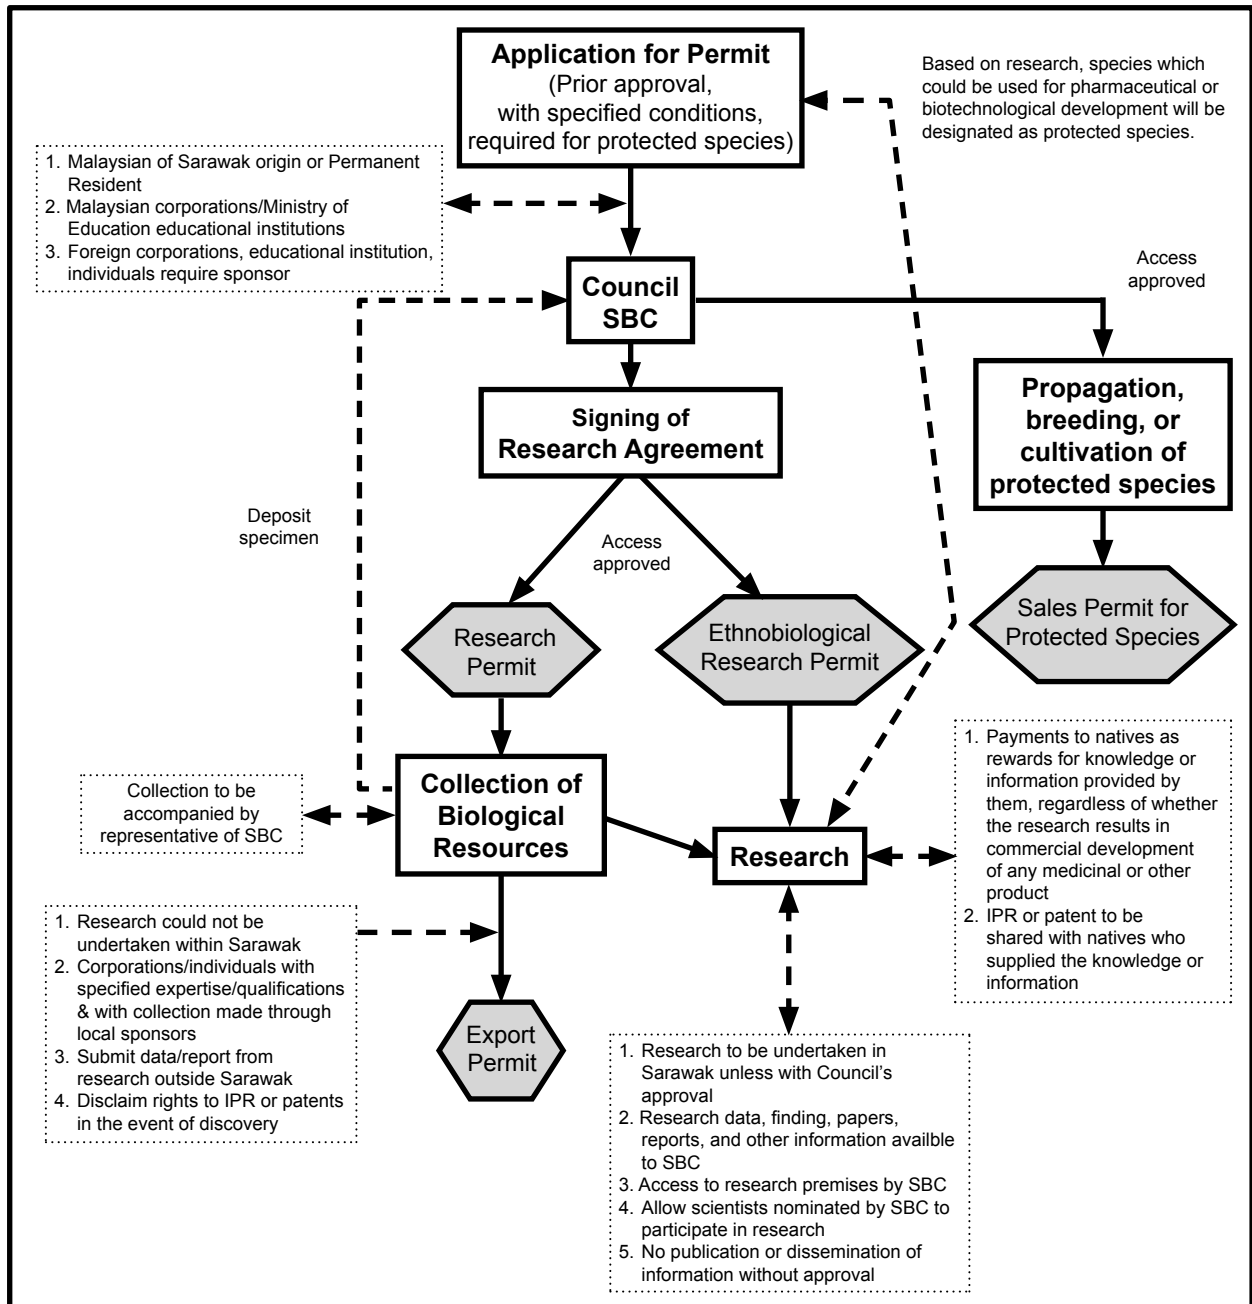 Application for Permit
(Prior approval,
with specified conditions,
required for protected species)
Based on research, species which
could be used for pharmaceutical or
biotechnological development will be
designated as protected species.
1. Malaysian of Sarawak origin or Permanent
Resident
2. Malaysian corporations/Ministry of
Education educational institutions
3. Foreign corporations, educational institution,
individuals require sponsor
Council
SBC
Access
approved
Signing of
Research Agreement
Propagation,
breeding, or
cultivation of
protected species
Deposit
specimen
Access
approved
Research
Permit
Ethnobiological
Research Permit
Sales Permit for
Protected Species
Collection to be
accompanied by
representative of SBC
Collection of
Biological
Resources
Research
1. Payments to natives as
rewards for knowledge or
information provided by
them, regardless of whether
the research results in
commercial development
of any medicinal or other
product
2. IPR or patent to be
shared with natives who
supplied the knowledge or
information
1. Research could not be
undertaken within Sarawak
2. Corporations/individuals with
specified expertise/qualifications
& with collection made through
local sponsors
3. Submit data/report from
research outside Sarawak
4. Disclaim rights to IPR or patents
in the event of discovery
Export
Permit
1. Research to be undertaken in
Sarawak unless with Council's
approval
2. Research data, finding, papers,
reports, and other information availble
to SBC
3. Access to research premises by SBC
4. Allow scientists nominated by SBC to
participate in research
5. No publication or dissemination of
information without approval